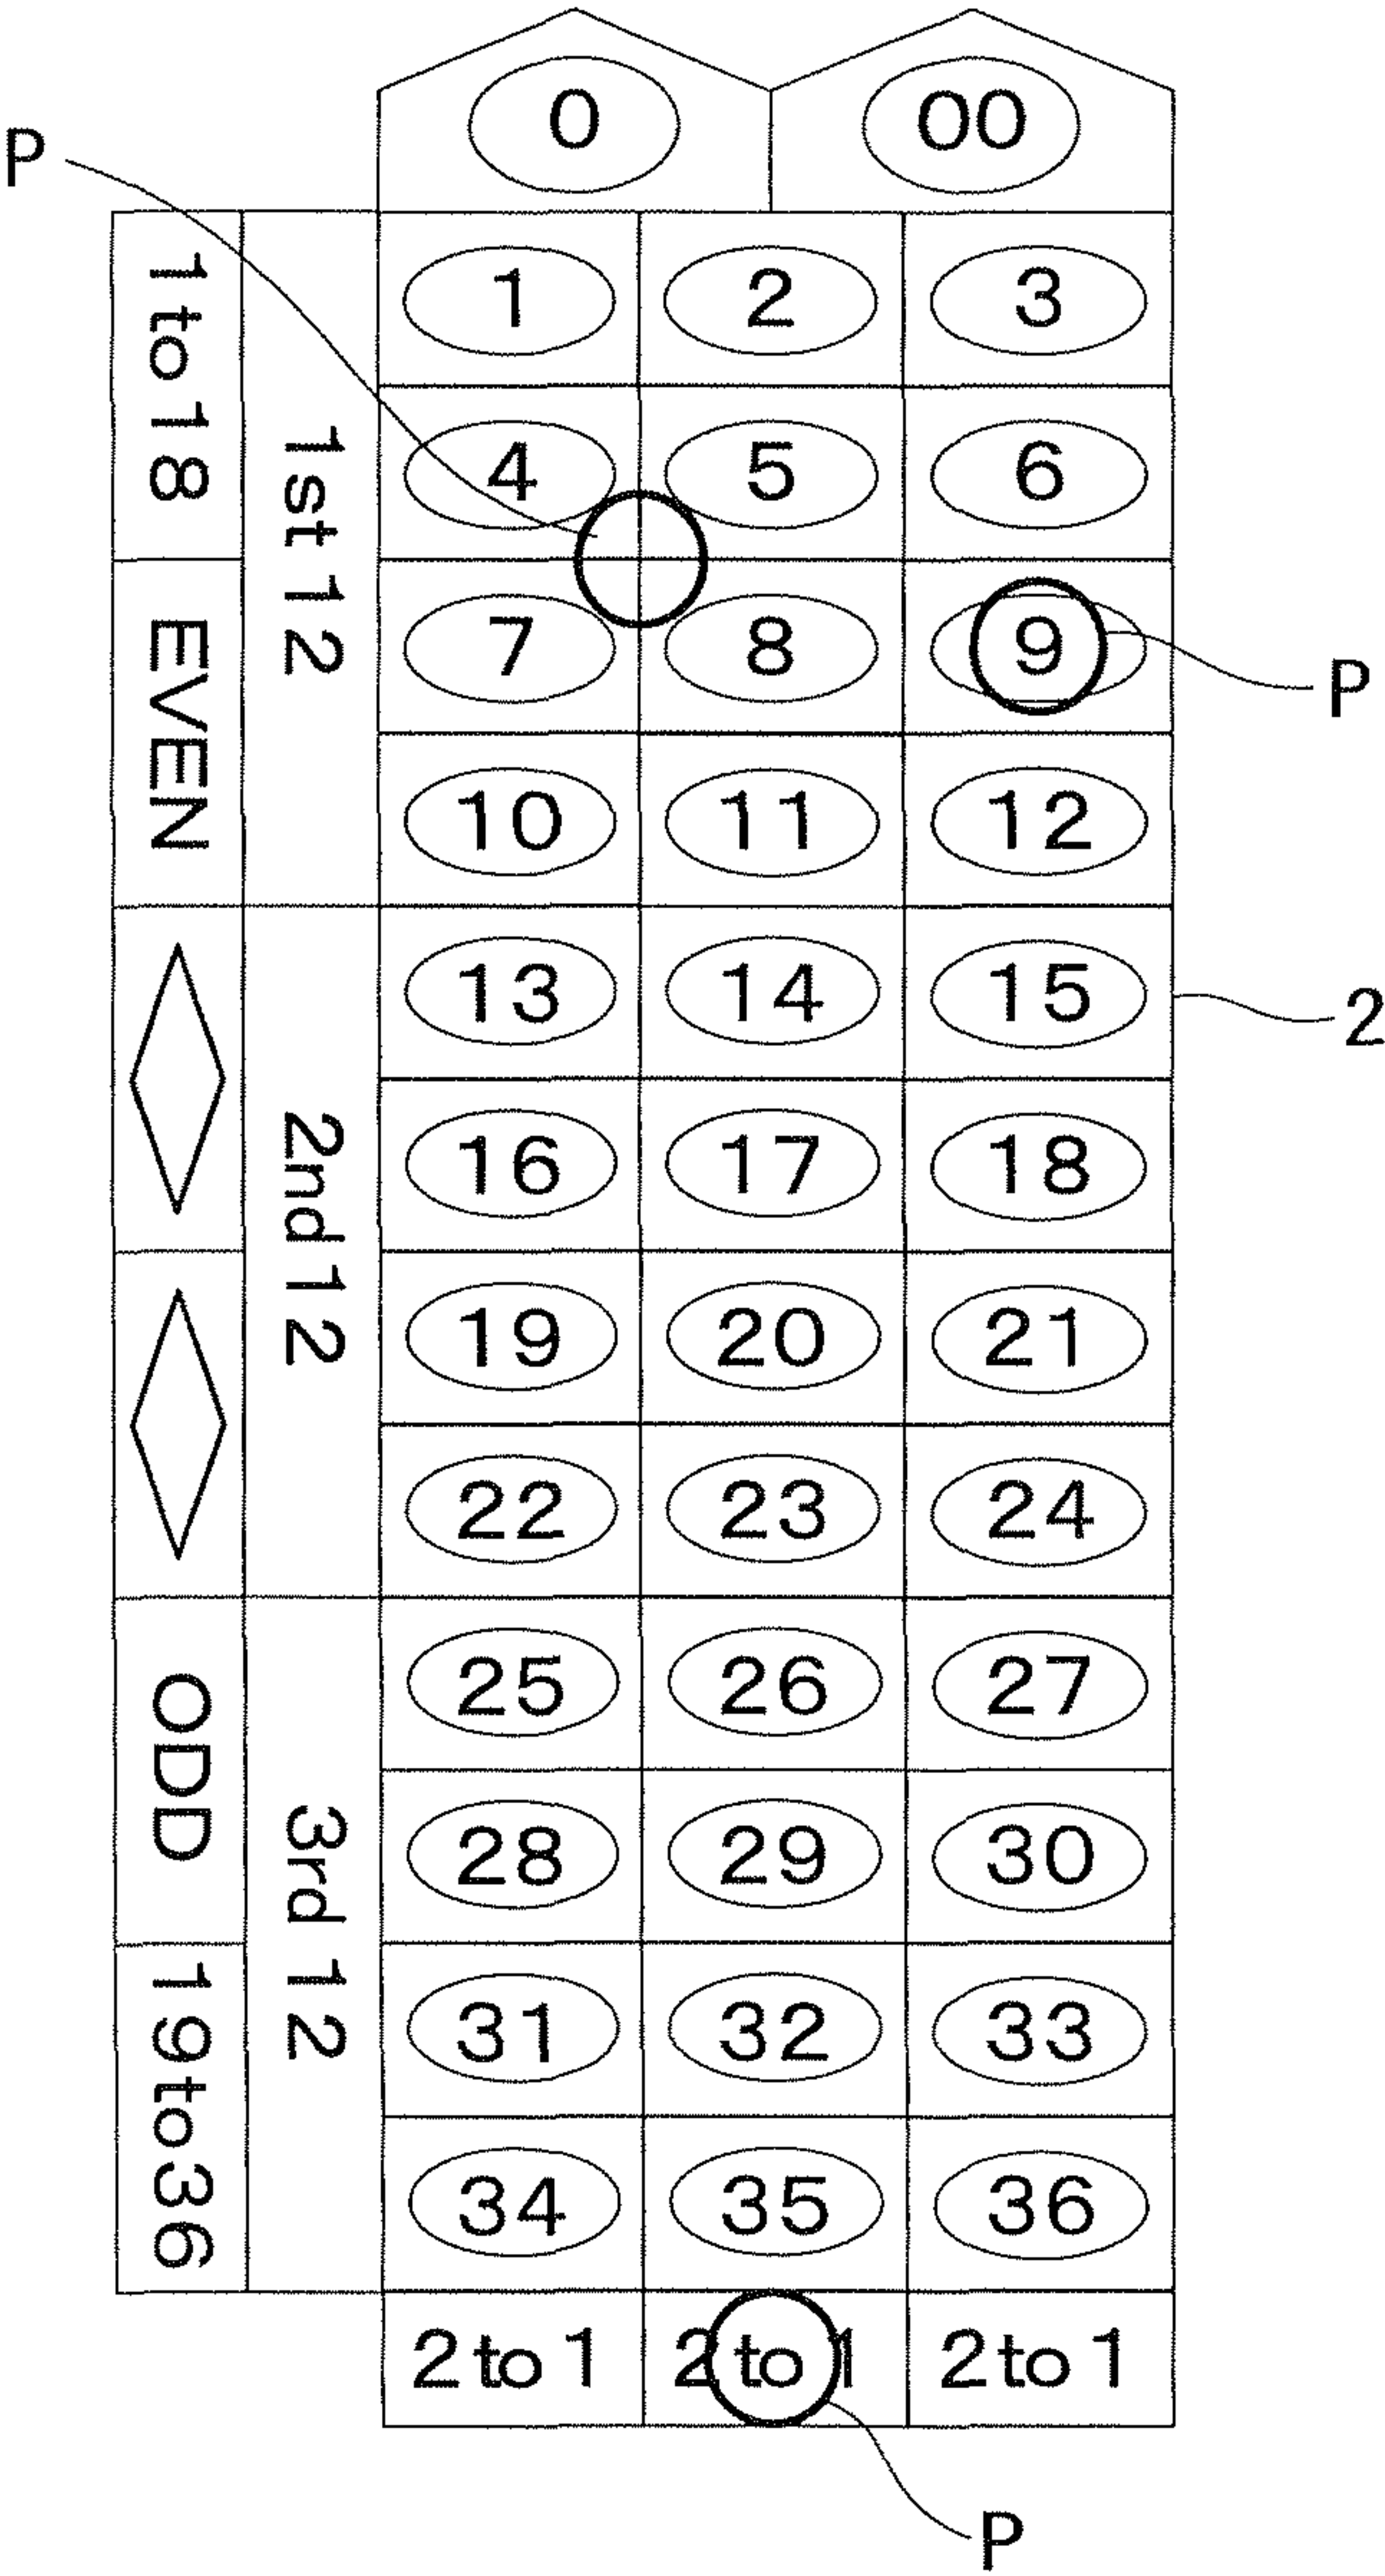 0 00
P
1 2 3
4 5 6
7 8 9
P
10 11 12
13 14 15
2
16 17 18
19 20 21
22 23 24
25 26 27
28 29 30
31 32 33
34 35 36
2 to 1 2 to 1 2 to 1
P
1st 12
2nd 12
3rd 12
1 to 18
EVEN
ODD
19 to 36